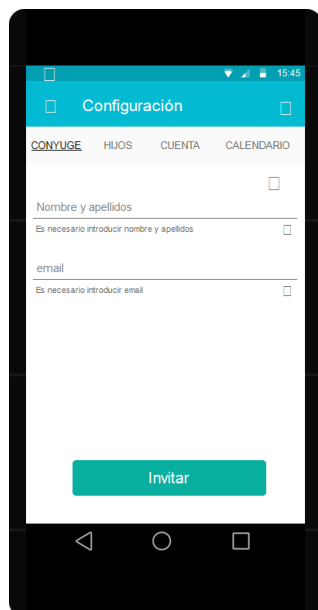 15:45
Configuración
CONYUGE HIJOS CUENTA CALENDARIO
Nombre y apellidos
Es necesario introducir nombre y apellidos
email
Es necesario introducir email
Invitar